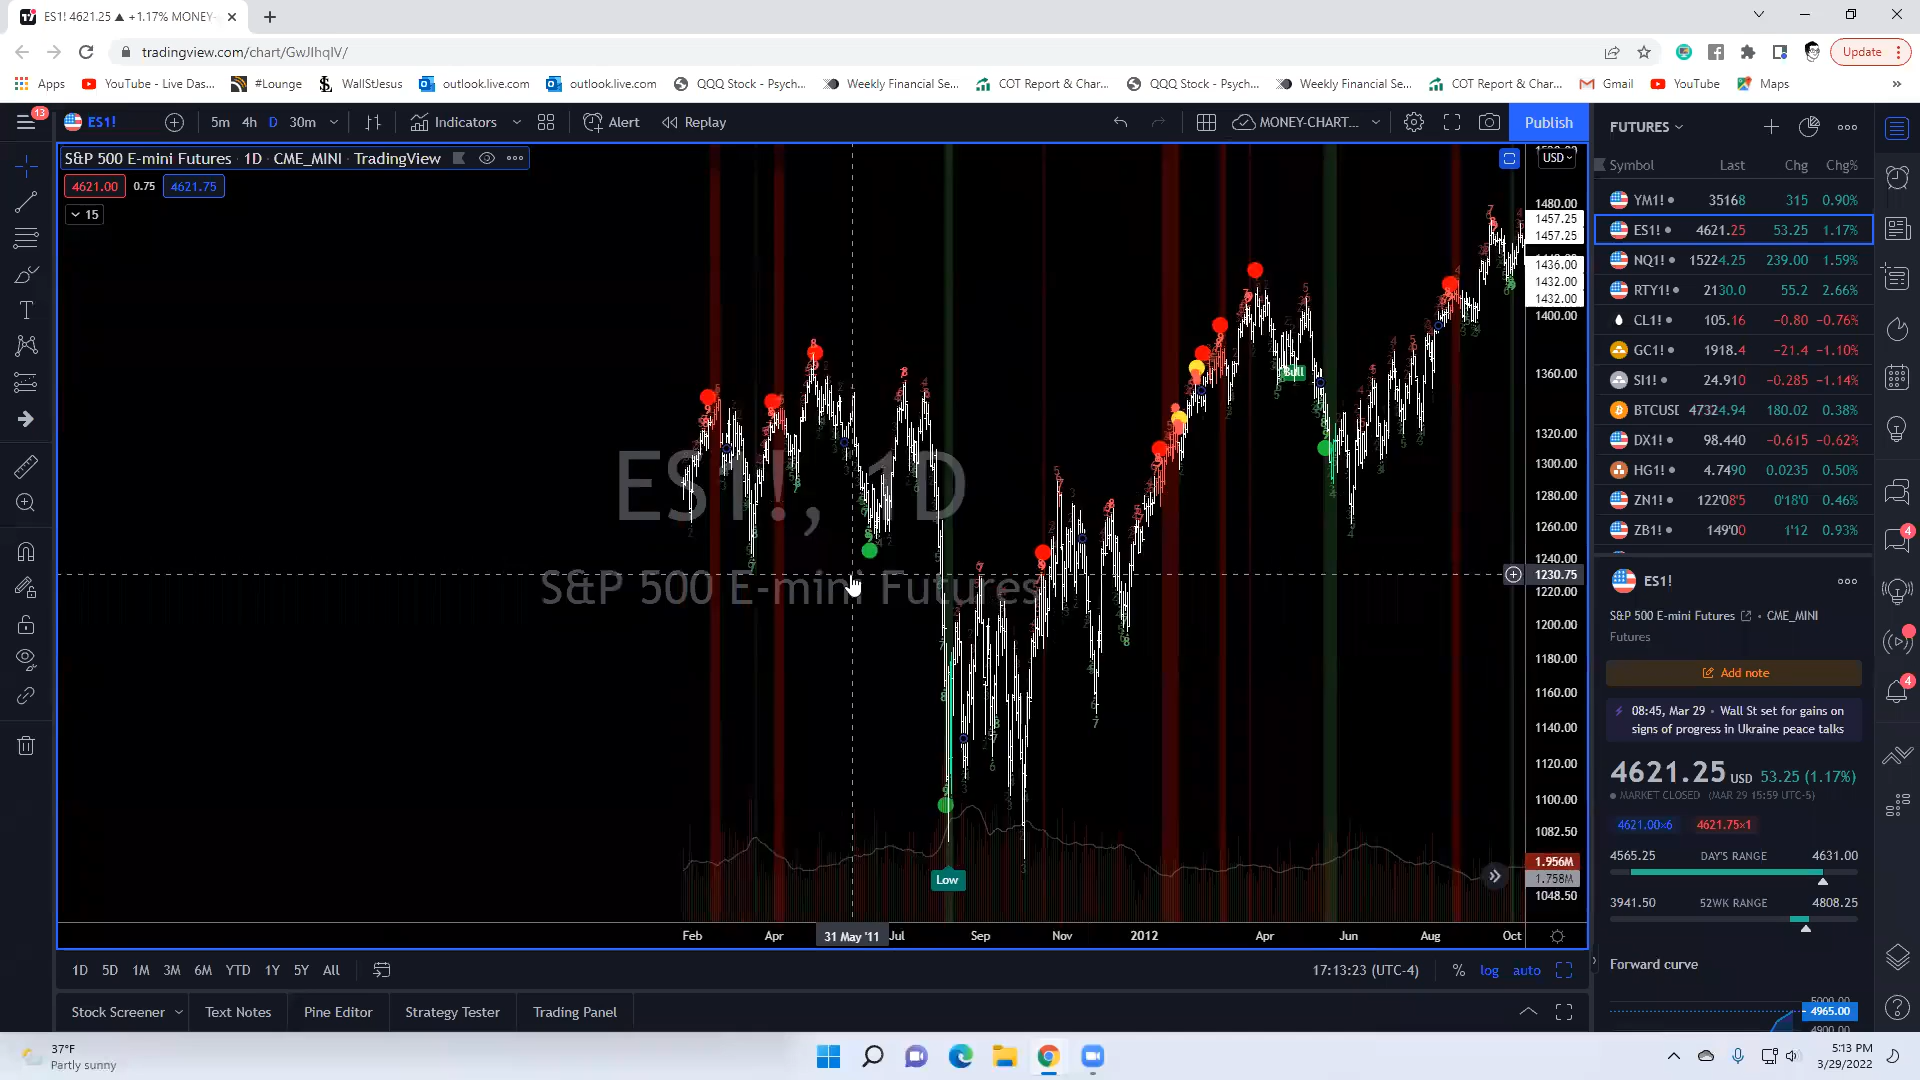 ES1! 4621.25 ▲ +1.17% MONEY-
tradingview.com/chart/GwJIhqIV/
Update
Apps
YouTube - Live Das...
#Lounge
WallStJesus
outlook.live.com
outlook.live.com
QQQ Stock - Psych...
Weekly Financial Se...
COT Report & Char...
QQQ Stock - Psych...
Weekly Financial Se...
COT Report & Char...
Gmail
YouTube
Maps
13
ES1!
5m 4h D 30m
Indicators
Alert
Replay
MONEY-CHART...
Publish
S&P 500 E-mini Futures · 1D · CME_MINI · TradingView
4621.00 0.75 4621.75
15
USD
ES1!, 1D
S&P 500 E-mini Futures
Bull
Low
1480.00
1457.25
1457.25
1436.00
1432.00
1432.00
1400.00
1360.00
1320.00
1300.00
1280.00
1260.00
1240.00
1230.75
1220.00
1200.00
1180.00
1160.00
1140.00
1120.00
1100.00
1082.50
1.956M
1.758M
1048.50
Feb Apr 31 May '11 Jul Sep Nov 2012 Apr Jun Aug Oct
1D 5D 1M 3M 6M YTD 1Y 5Y All
17:13:23 (UTC-4) % log auto
Stock Screener Text Notes Pine Editor Strategy Tester Trading Panel
FUTURES
Symbol Last Chg Chg%
YM1! 35168 315 0.90%
ES1! 4621.25 53.25 1.17%
NQ1! 15224.25 239.00 1.59%
RTY1! 2130.0 55.2 2.66%
CL1! 105.16 −0.80 −0.76%
GC1! 1918.4 −21.4 −1.10%
SI1! 24.910 −0.285 −1.14%
BTCUSD 47324.94 180.02 0.38%
DX1! 98.440 −0.615 −0.62%
HG1! 4.7490 0.0235 0.50%
ZN1! 122'08'5 0'18'0 0.46%
ZB1! 149'00 1'12 0.93%
ES1!
S&P 500 E-mini Futures • CME_MINI
Futures
Add note
08:45, Mar 29 • Wall St set for gains on
signs of progress in Ukraine peace talks
4621.25 USD 53.25 (1.17%)
MARKET CLOSED (MAR 29 15:59 UTC-5)
4621.00×6 4621.75×1
4565.25 DAY'S RANGE 4631.00
3941.50 52WK RANGE 4808.25
Forward curve
5000.00
4965.00
4900.00
4
4
37°F
Partly sunny
5:13 PM
3/29/2022